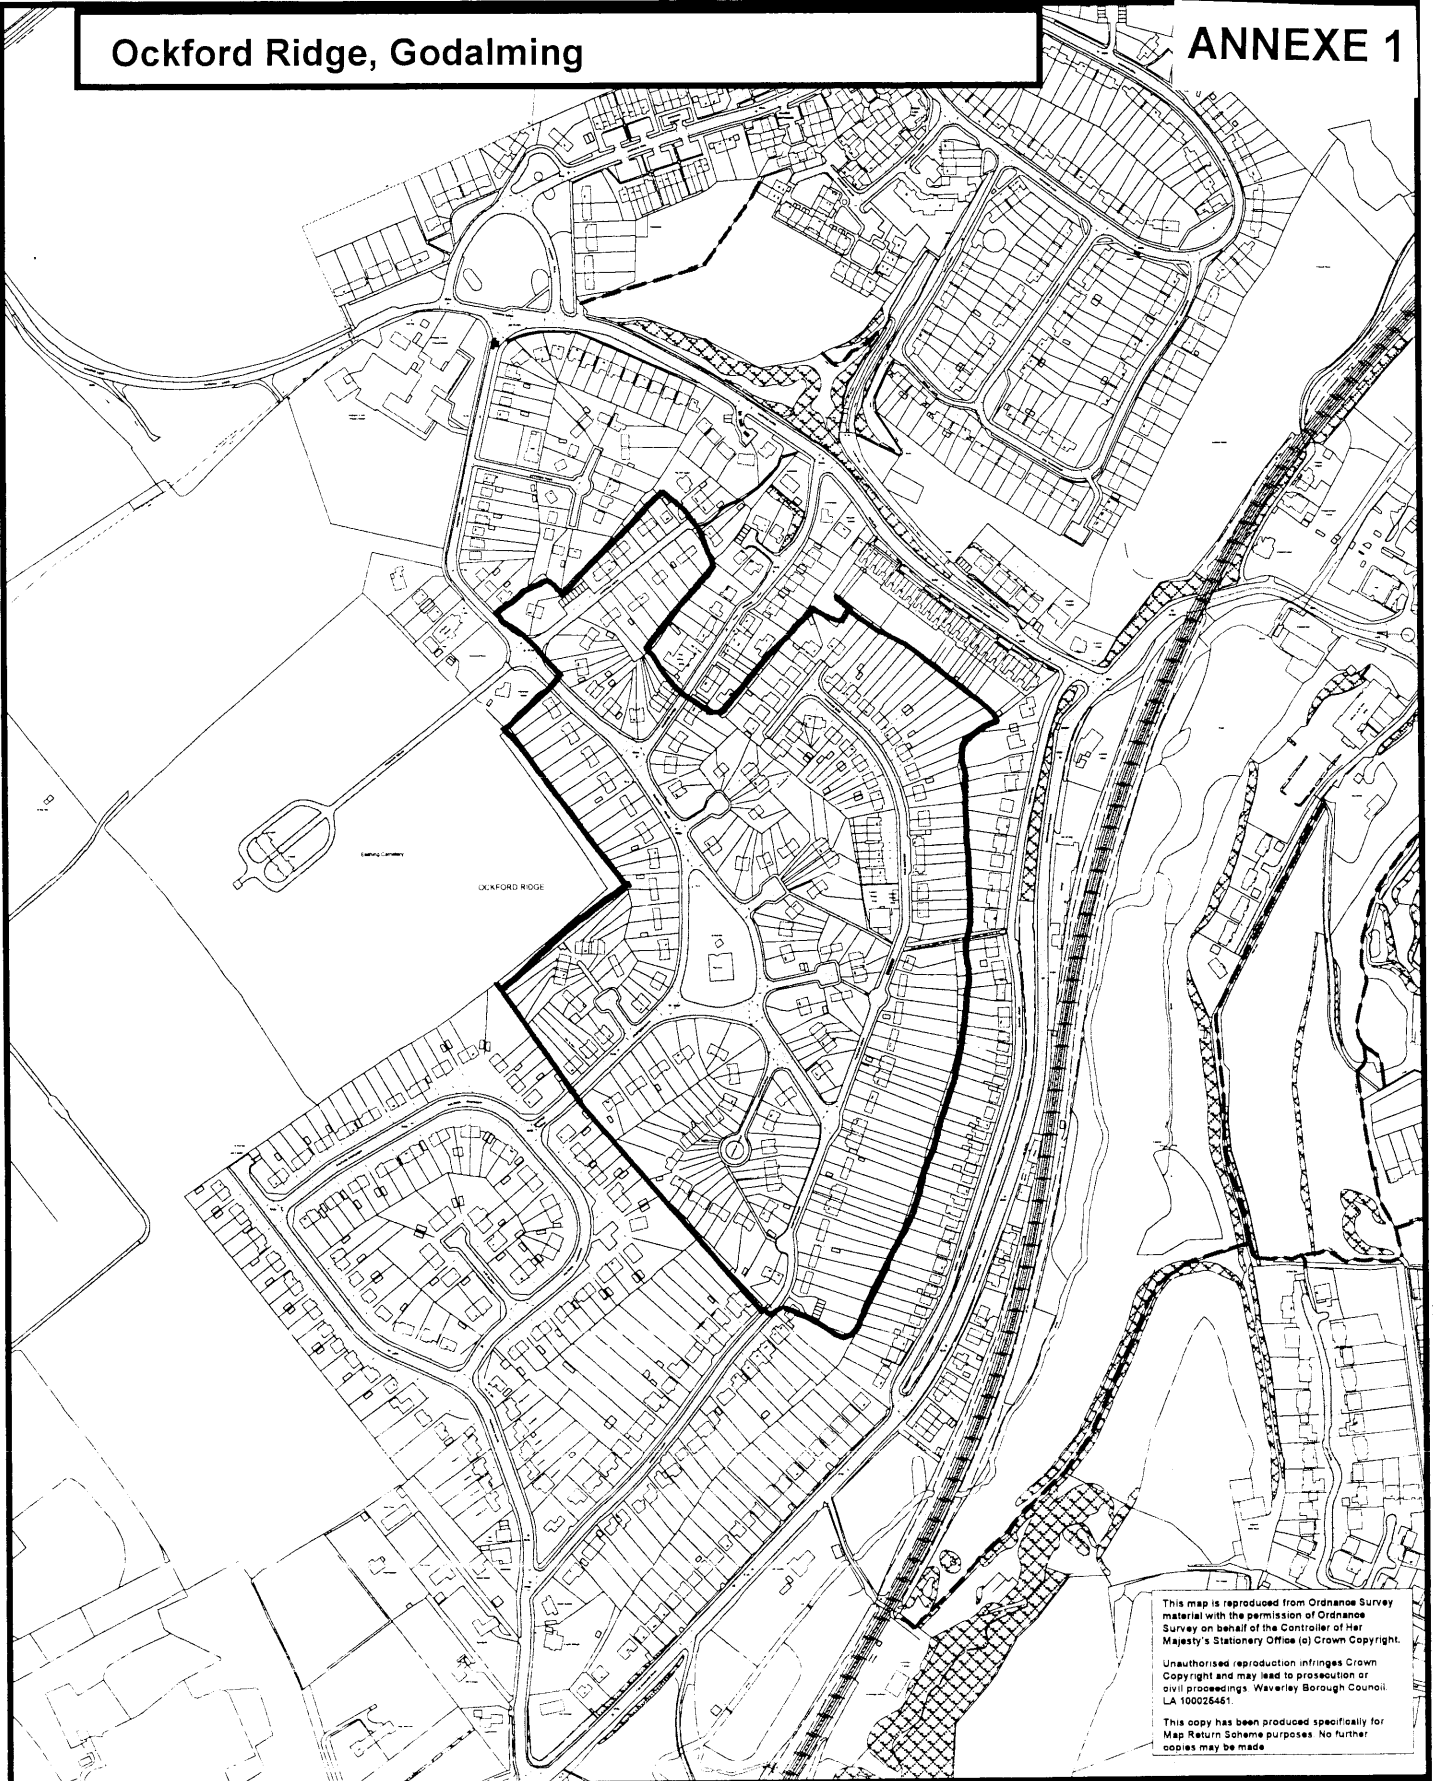 Ockford Ridge, Godalming
ANNEXE 1
Eashing Cemetery
OCKFORD RIDGE
This map is reproduced from Ordnance Survey
material with the permission of Ordnance
Survey on behalf of the Controller of Her
Majesty's Stationery Office (c) Crown Copyright.
Unauthorised reproduction infringes Crown
Copyright and may lead to prosecution or
civil proceedings. Waverley Borough Council.
LA 100025451.
This copy has been produced specifically for
Map Return Scheme purposes. No further
copies may be made